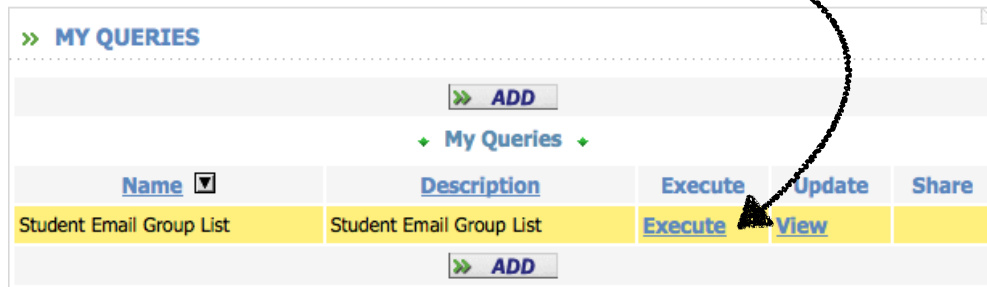 » MY QUERIES
» ADD
My Queries
Name Description Execute Update Share
Student Email Group List Student Email Group List Execute View
» ADD